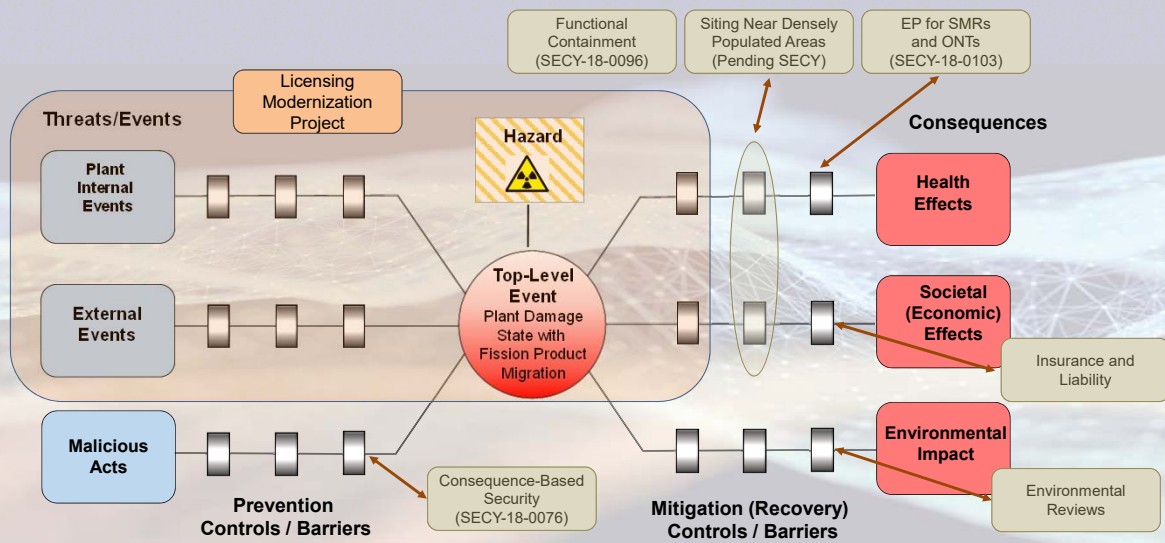 Functional
Containment
(SECY-18-0096)
Siting Near Densely
Populated Areas
(Pending SECY)
EP for SMRs
and ONTs
(SECY-18-0103)
Licensing
Modernization
Project
Threats/Events
Hazard
Consequences
Plant
Internal
Events
Health
Effects
Top-Level
Event
Plant Damage
State with
Fission Product
Migration
External
Events
Societal
(Economic)
Effects
Insurance and
Liability
Malicious
Acts
Environmental
Impact
Consequence-Based
Security
(SECY-18-0076)
Environmental
Reviews
Prevention
Controls / Barriers
Mitigation (Recovery)
Controls / Barriers